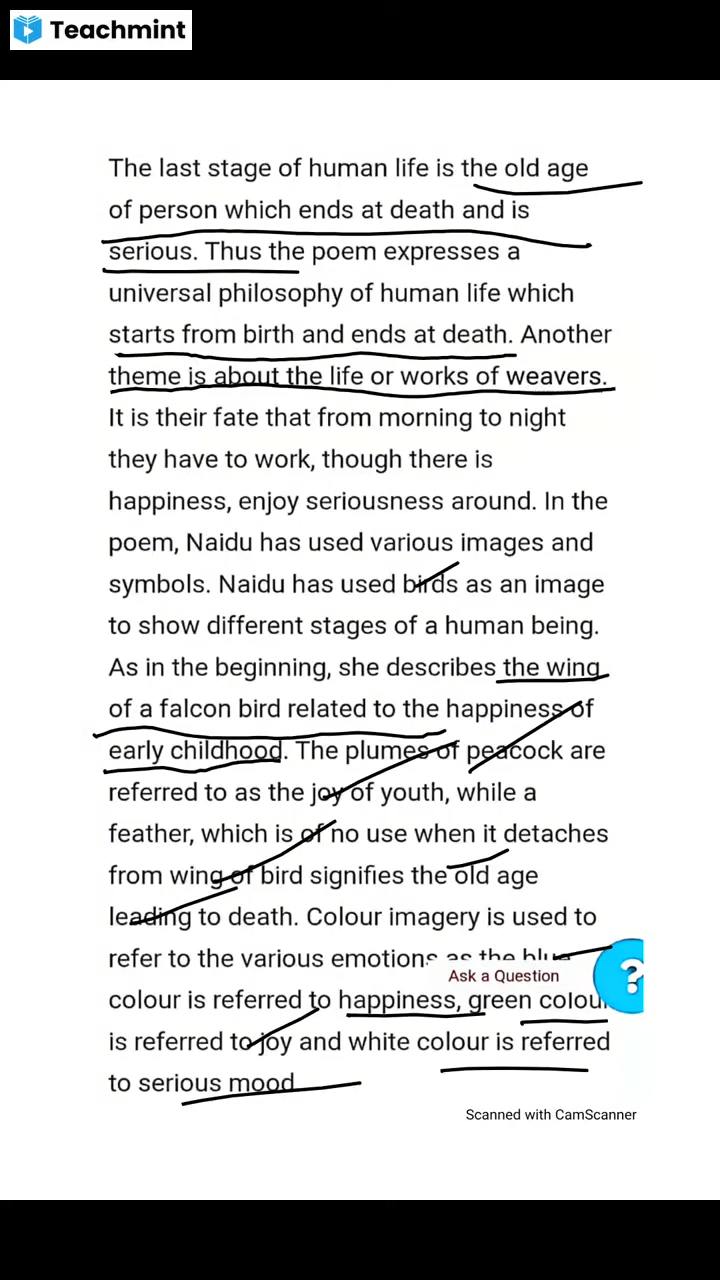 Teachmint
The last stage of human life is the old age
of person which ends at death and is
serious. Thus the poem expresses a
universal philosophy of human life which
starts from birth and ends at death. Another
theme is about the life or works of weavers.
It is their fate that from morning to night
they have to work, though there is
happiness, enjoy seriousness around. In the
poem, Naidu has used various images and
symbols. Naidu has used birds as an image
to show different stages of a human being.
As in the beginning, she describes the wing
of a falcon bird related to the happiness of
early childhood. The plumes of peacock are
referred to as the joy of youth, while a
feather, which is of no use when it detaches
from wing of bird signifies the old age
leading to death. Colour imagery is used to
refer to the various emotions as the blue
Ask a Question
?
colour is referred to happiness, green colour
is referred to joy and white colour is referred
to serious mood
Scanned with CamScanner